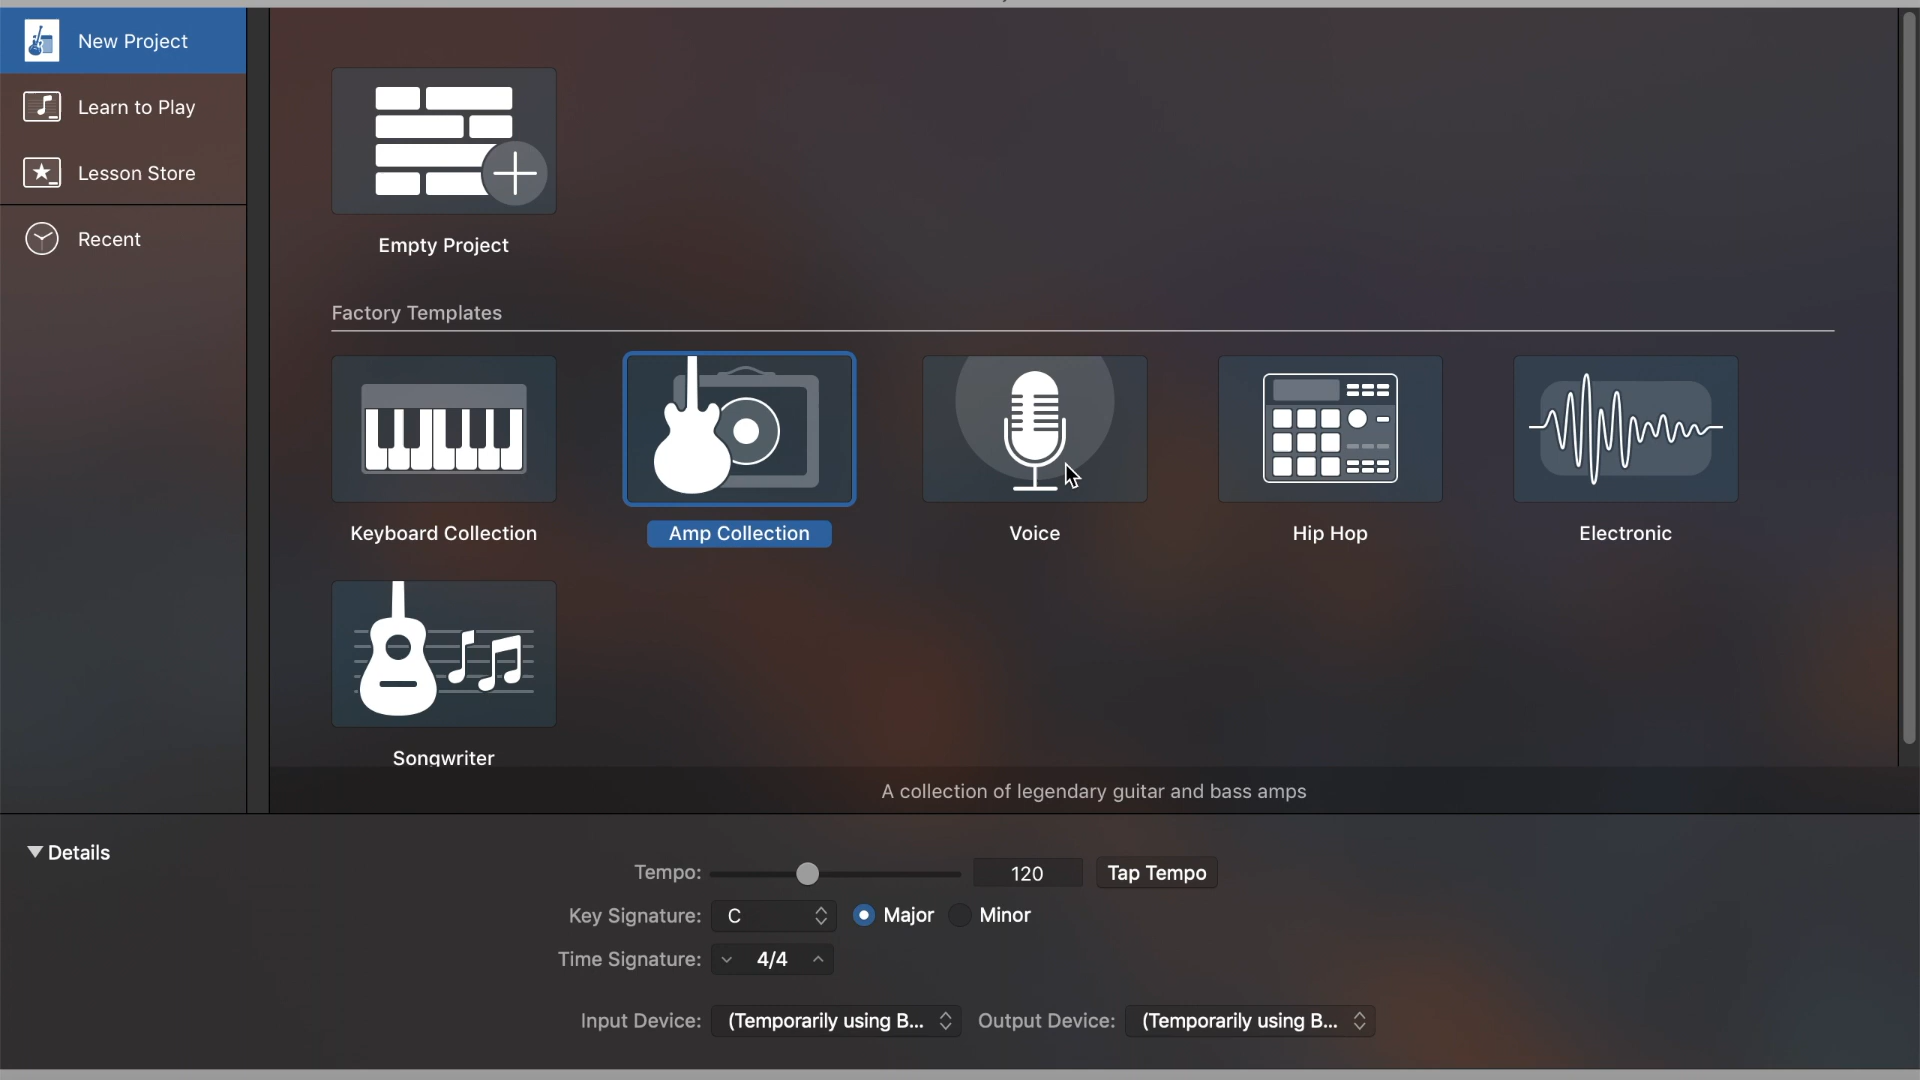 New Project
Learn to Play
Lesson Store
Recent
Empty Project
Factory Templates
Keyboard Collection
Amp Collection
Voice
Hip Hop
Electronic
Songwriter
A collection of legendary guitar and bass amps
Details
Tempo: 120 Tap Tempo
Key Signature: C Major Minor
Time Signature: 4/4
Input Device: (Temporarily using B... Output Device: (Temporarily using B...